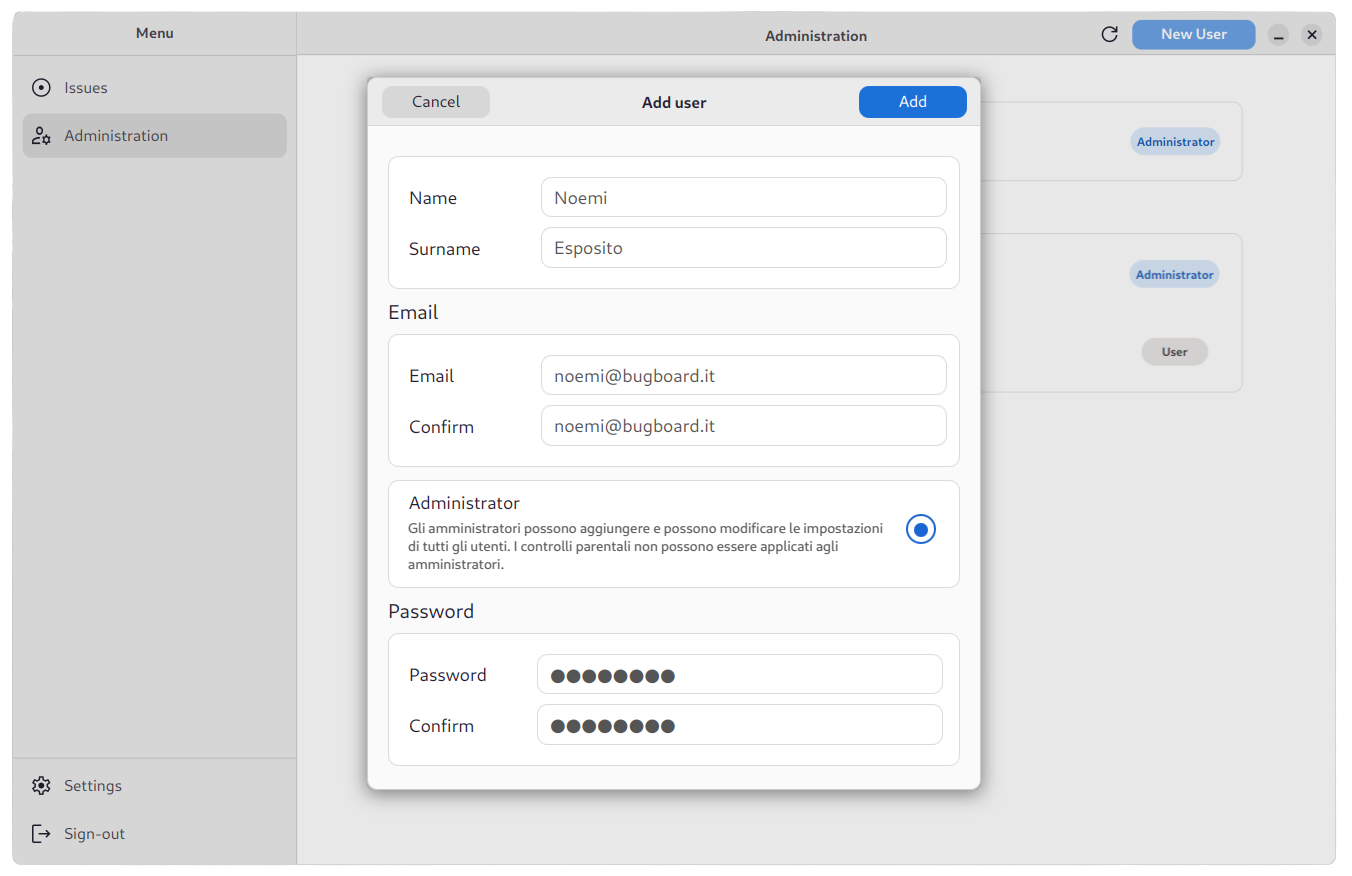 Menu
Administration
New User
Issues
Administration
Settings
Sign-out
Cancel
Add user
Add
Name
Noemi
Surname
Esposito
Email
Email
noemi@bugboard.it
Confirm
noemi@bugboard.it
Administrator
Gli amministratori possono aggiungere e possono modificare le impostazioni
di tutti gli utenti. I controlli parentali non possono essere applicati agli
amministratori.
Password
Password
●●●●●●●●
Confirm
●●●●●●●●
Administrator
Administrator
User